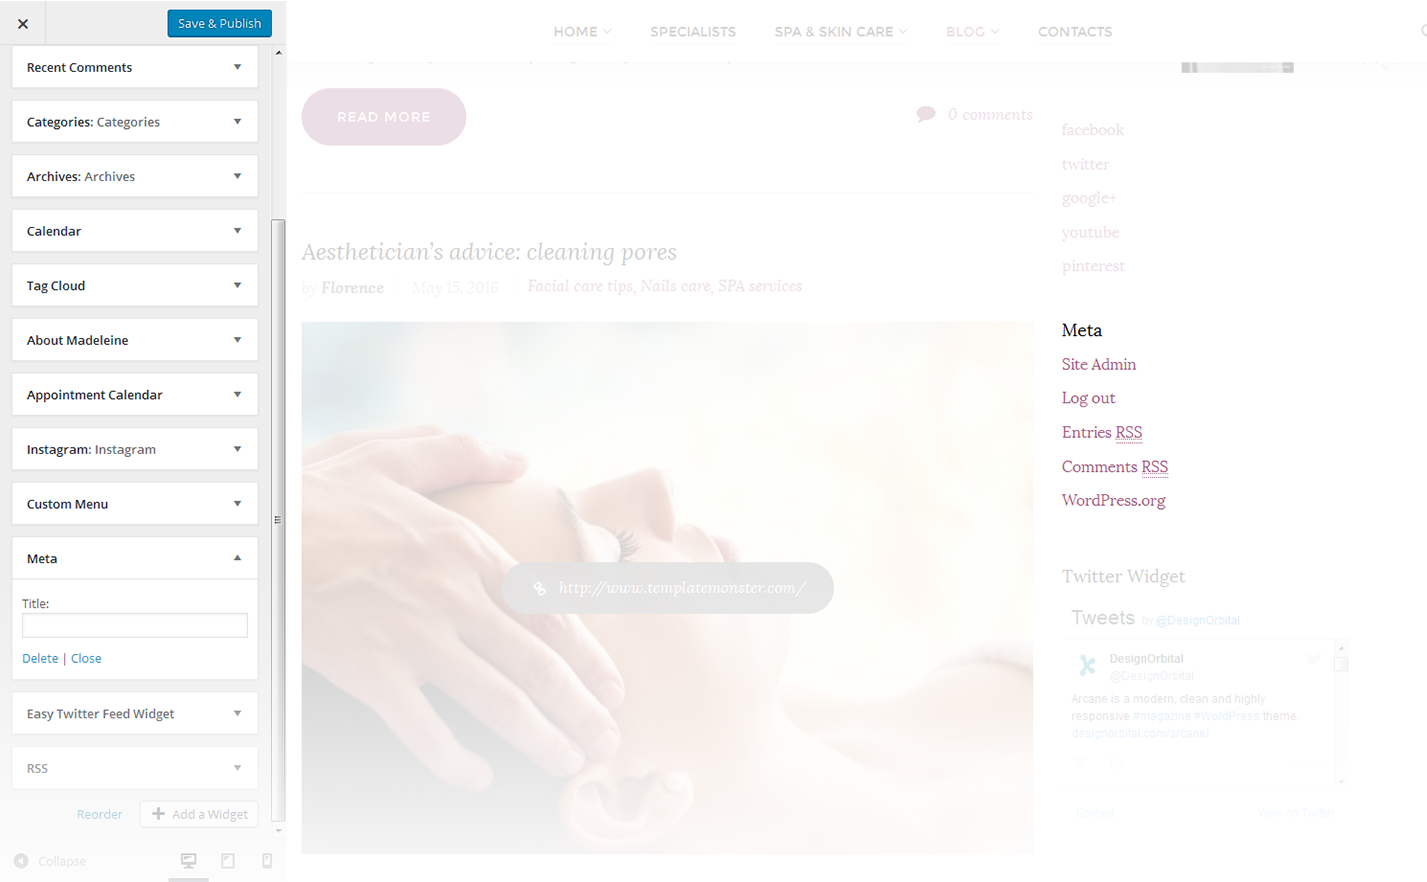 Save & Publish
Recent Comments
Categories: Categories
Archives: Archives
Calendar
Tag Cloud
About Madeleine
Appointment Calendar
Instagram: Instagram
Custom Menu
Meta
Title:
Delete | Close
Easy Twitter Feed Widget
RSS
Reorder
Add a Widget
Collapse
HOME SPECIALISTS SPA & SKIN CARE BLOG CONTACTS
READ MORE
0 comments
Aesthetician's advice: cleaning pores
by Florence May 15, 2016 Facial care tips, Nails care, SPA services
http://www.templatemonster.com/
facebook
twitter
google+
youtube
pinterest
Meta
Site Admin
Log out
Entries RSS
Comments RSS
WordPress.org
Twitter Widget
Tweets by @DesignOrbital
DesignOrbital
@DesignOrbital
Arcane is a modern, clean and highly
responsive #magazine #WordPress theme.
designorbital.com/arcane/
Embed View on Twitter